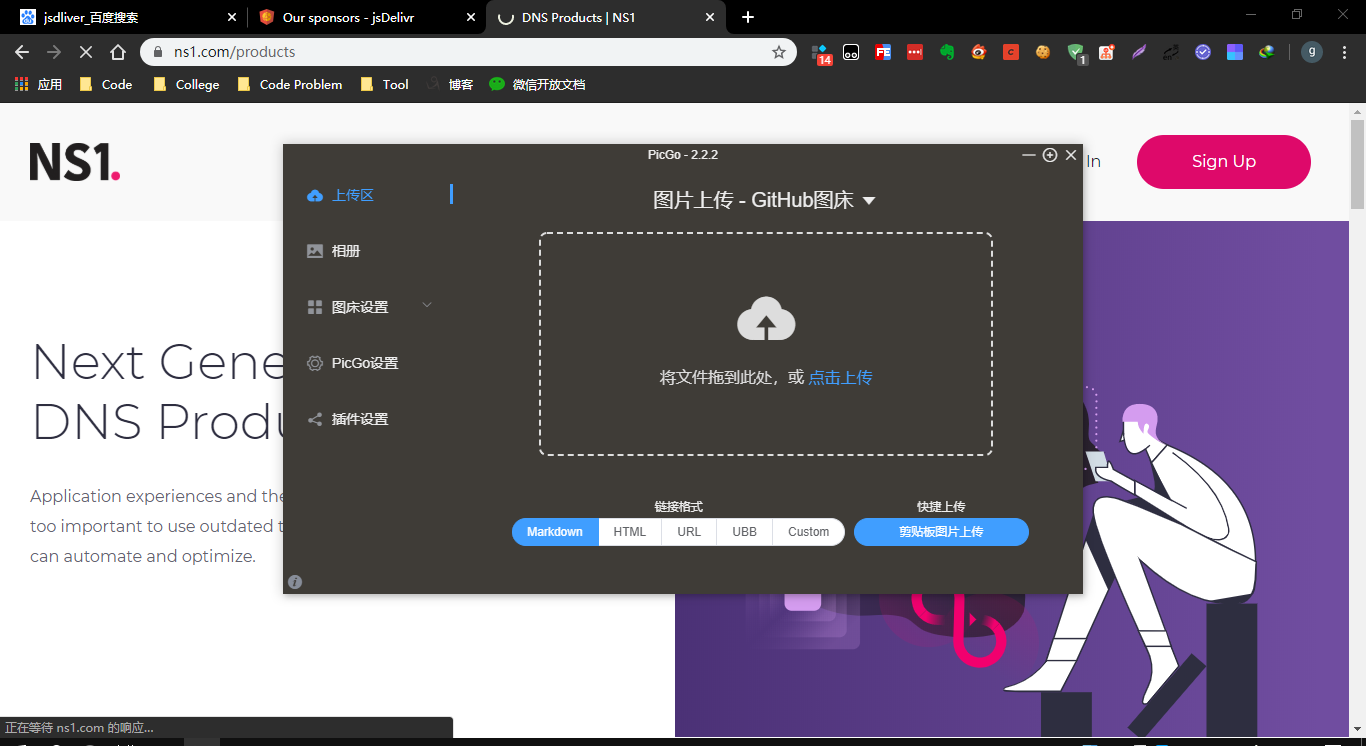 jsdliver_百度搜索
Our sponsors - jsDelivr
DNS Products | NS1
ns1.com/products
14
FE
1
g
应用
Code
College
Code Problem
Tool
博客
微信开放文档
NS1.
In
Sign Up
PicGo - 2.2.2
上传区
图片上传 - GitHub图床
相册
图床设置
将文件拖到此处，或 点击上传
PicGo设置
插件设置
链接格式
快捷上传
Markdown
HTML
URL
UBB
Custom
剪贴板图片上传
Next Gene
DNS Produ
Application experiences and the
too important to use outdated t
can automate and optimize.
正在等待 ns1.com 的响应...